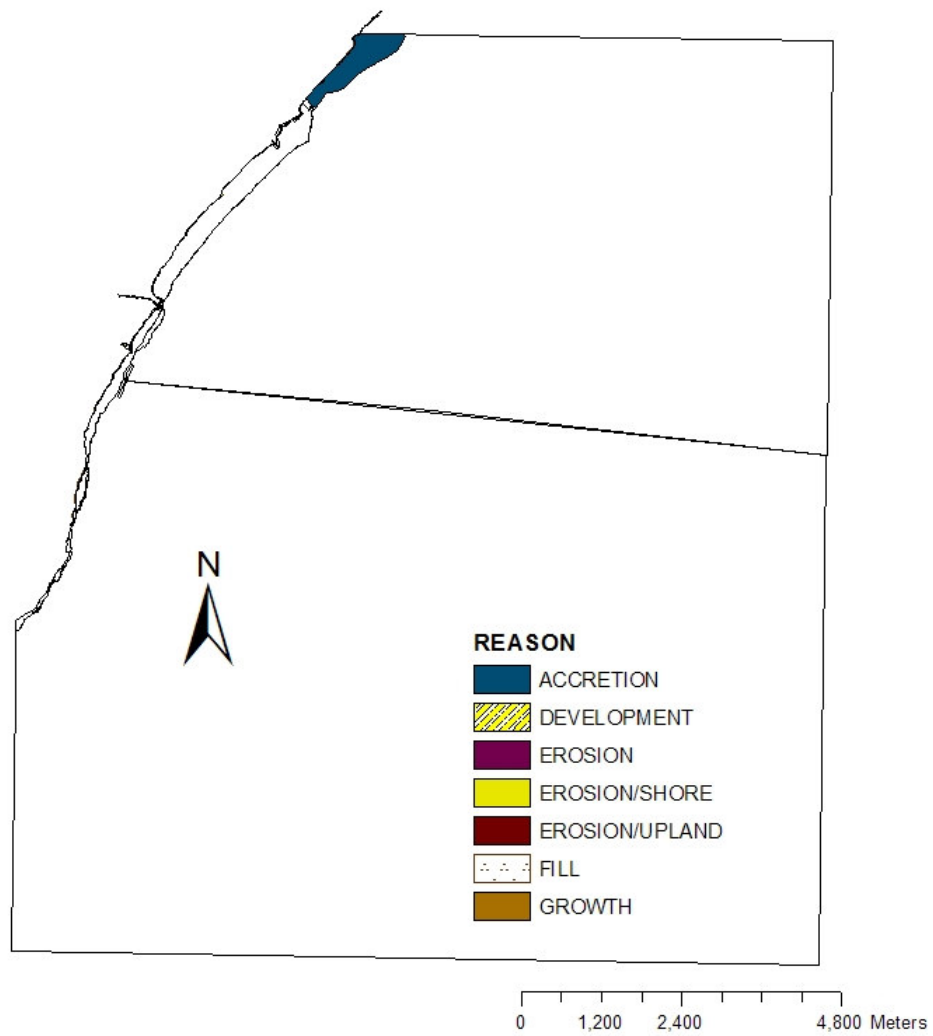 N
REASON
ACCRETION
DEVELOPMENT
EROSION
EROSION/SHORE
EROSION/UPLAND
FILL
GROWTH
0 1,200 2,400 4,800 Meters